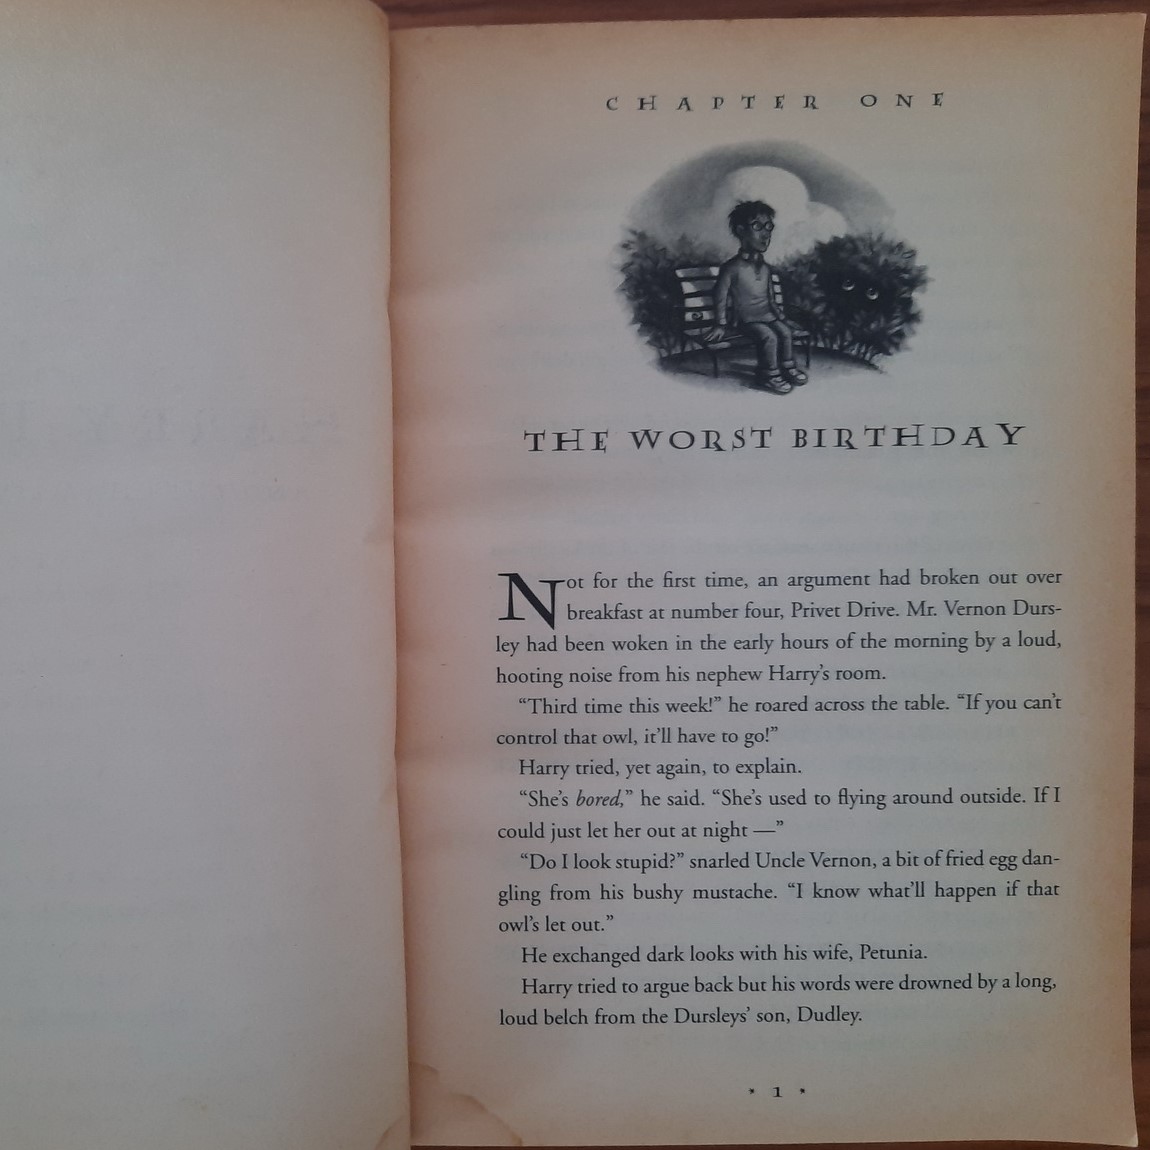 CHAPTER ONE
THE WORST BIRTHDAY
Not for the first time, an argument had broken out over
breakfast at number four, Privet Drive. Mr. Vernon Durs-
ley had been woken in the early hours of the morning by a loud,
hooting noise from his nephew Harry’s room.
“Third time this week!” he roared across the table. “If you can’t
control that owl, it’ll have to go!”
Harry tried, yet again, to explain.
“She’s bored,” he said. “She’s used to flying around outside. If I
could just let her out at night —”
“Do I look stupid?” snarled Uncle Vernon, a bit of fried egg dan-
gling from his bushy mustache. “I know what’ll happen if that
owl’s let out.”
He exchanged dark looks with his wife, Petunia.
Harry tried to argue back but his words were drowned by a long,
loud belch from the Dursleys’ son, Dudley.
* 1 *